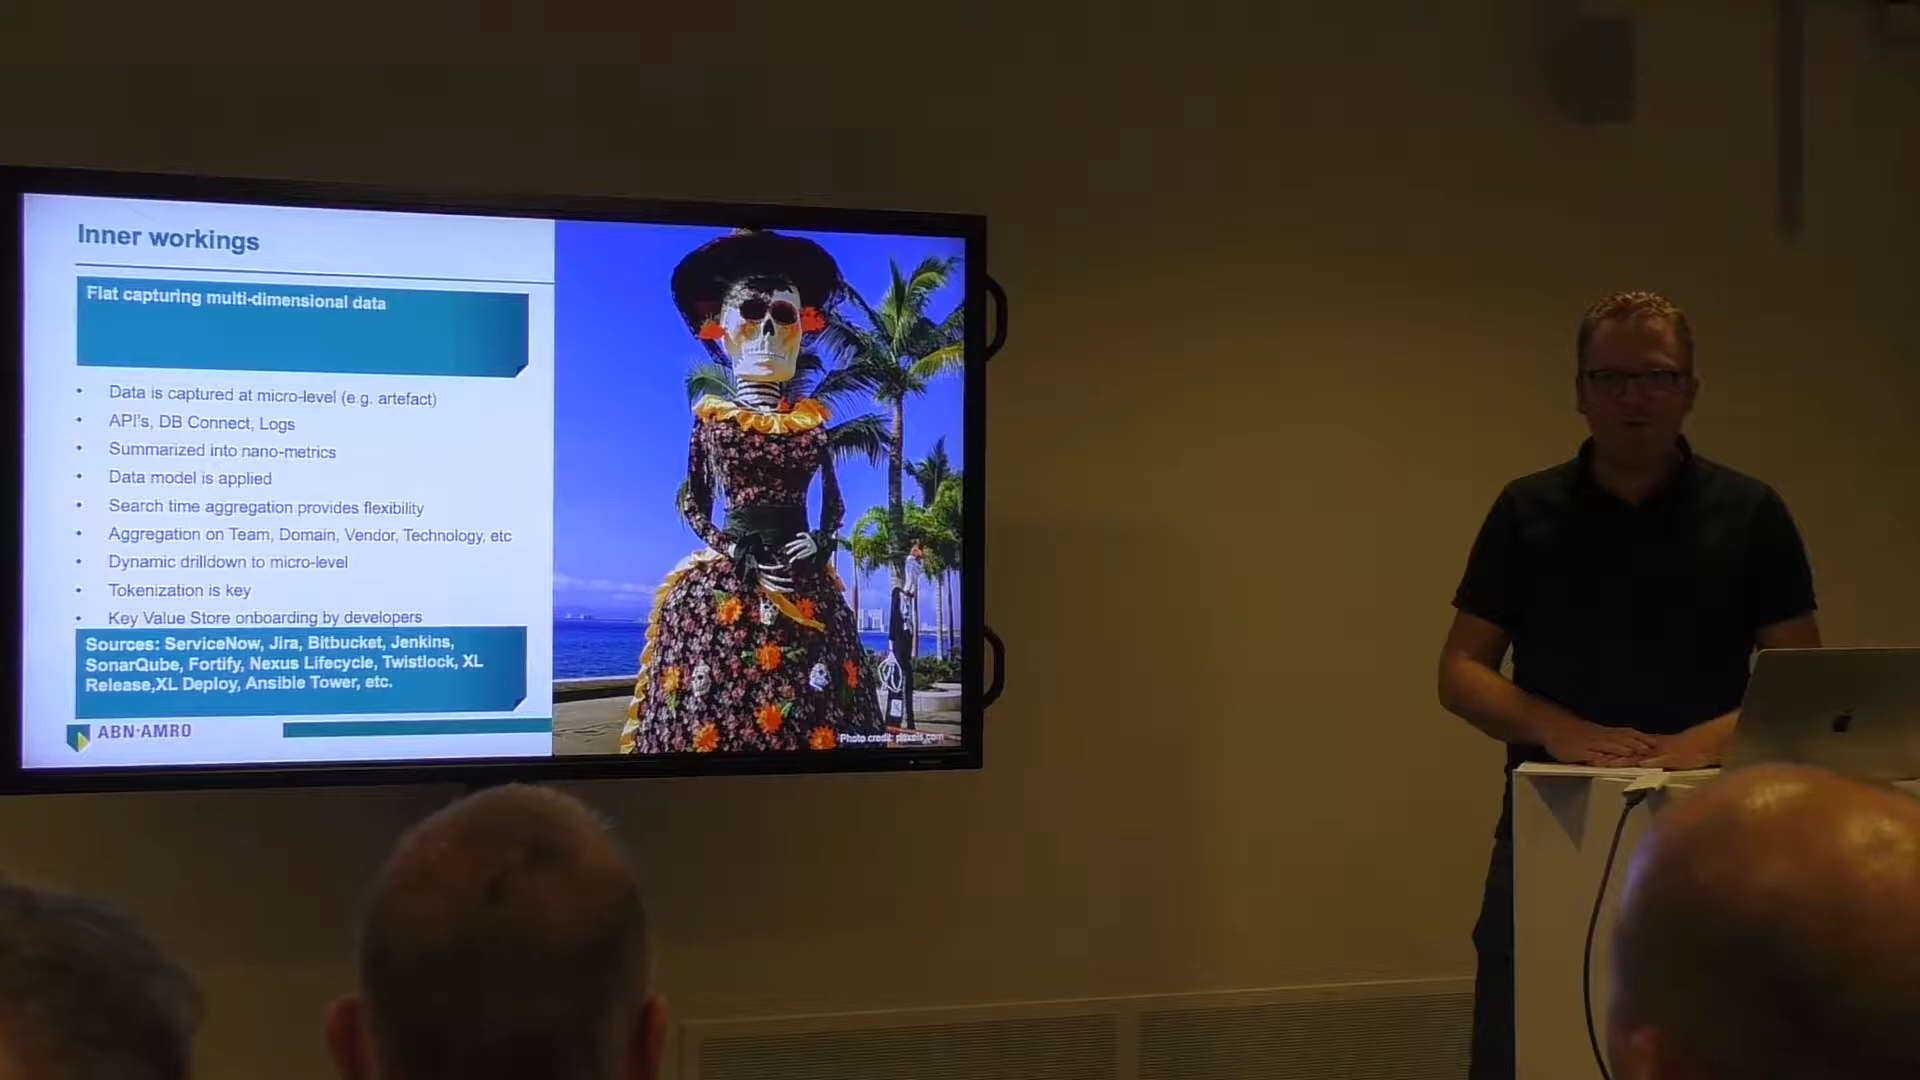 Inner workings
Flat capturing multi-dimensional data
• Data is captured at micro-level (e.g. artefact)
• API's, DB Connect, Logs
• Summarized into nano-metrics
• Data model is applied
• Search time aggregation provides flexibility
• Aggregation on Team, Domain, Vendor, Technology, etc
• Dynamic drilldown to micro-level
• Tokenization is key
• Key Value Store onboarding by developers
Sources: ServiceNow, Jira, Bitbucket, Jenkins,
SonarQube, Fortify, Nexus Lifecycle, Twistlock, XL
Release,XL Deploy, Ansible Tower, etc.
ABN·AMRO
Photo credit: pexels.com